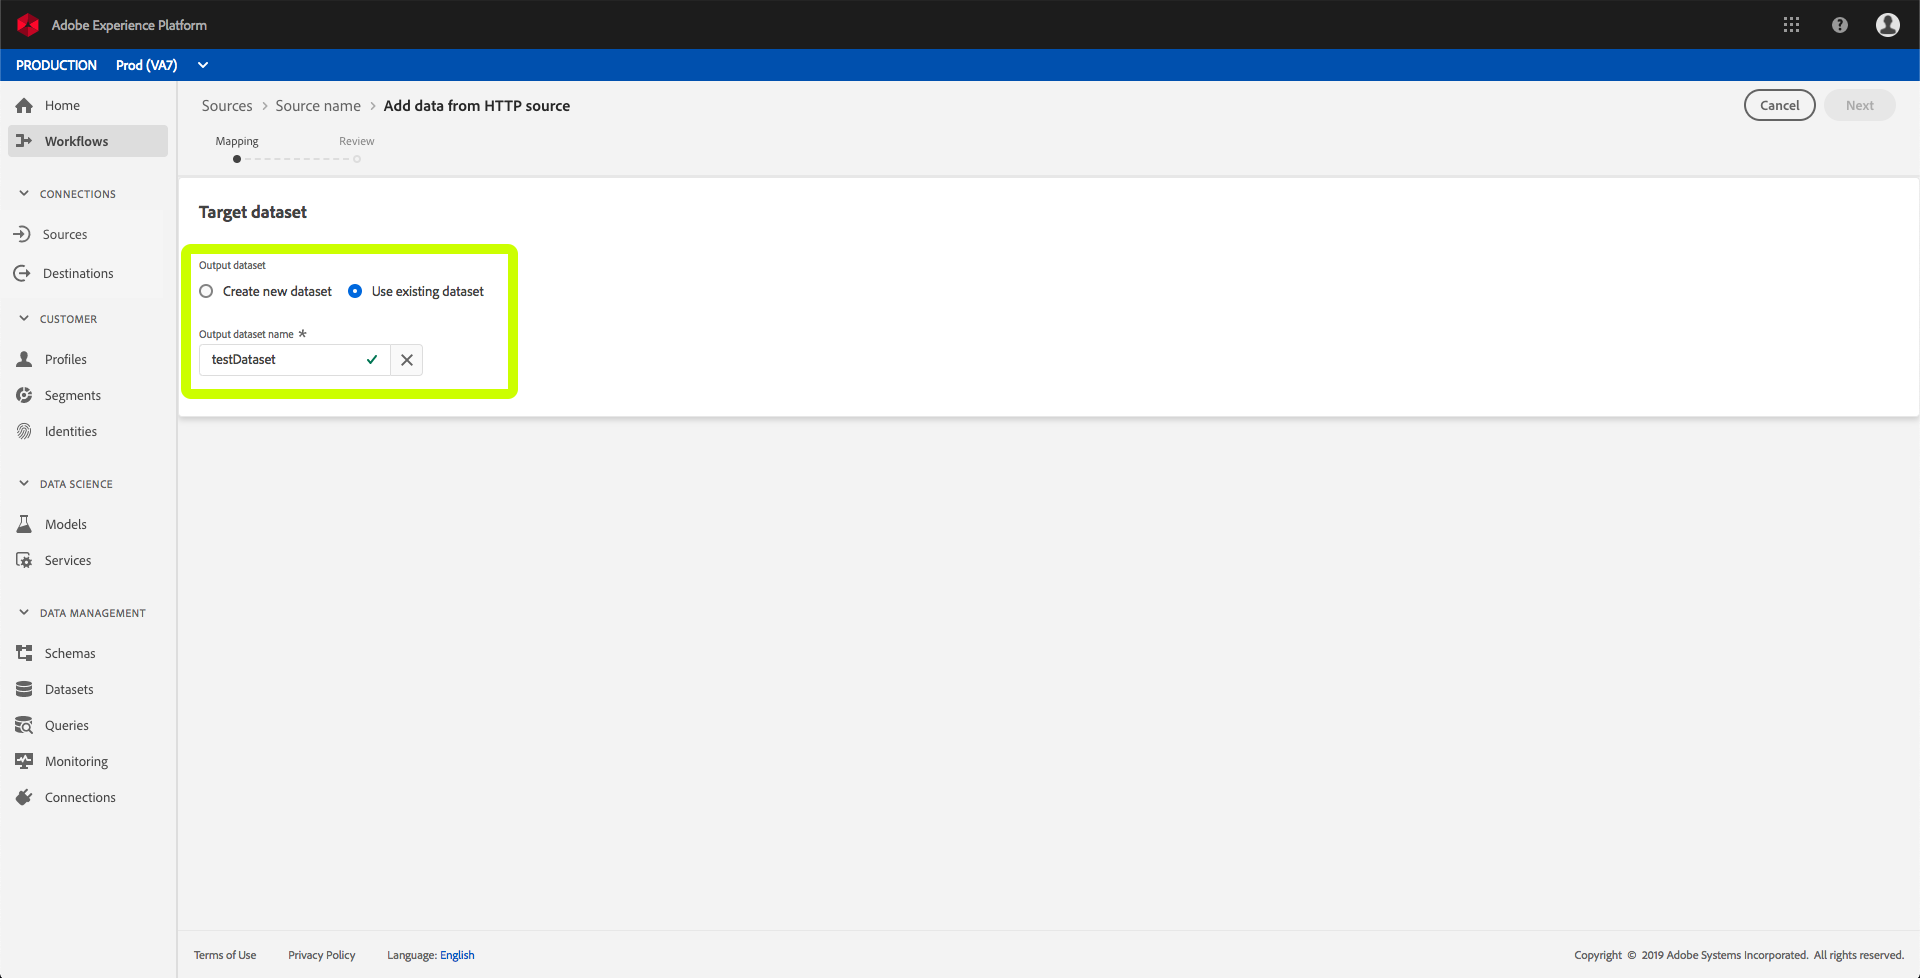 Adobe Experience Platform
PRODUCTION Prod (VA7)
Home
Workflows
CONNECTIONS
Sources
Destinations
CUSTOMER
Profiles
Segments
Identities
DATA SCIENCE
Models
Services
DATA MANAGEMENT
Schemas
Datasets
Queries
Monitoring
Connections
Sources > Source name > Add data from HTTP source
Cancel Next
Mapping Review
Target dataset
Output dataset
Create new dataset Use existing dataset
Output dataset name *
testDataset
Terms of Use Privacy Policy Language: English
Copyright © 2019 Adobe Systems Incorporated. All rights reserved.